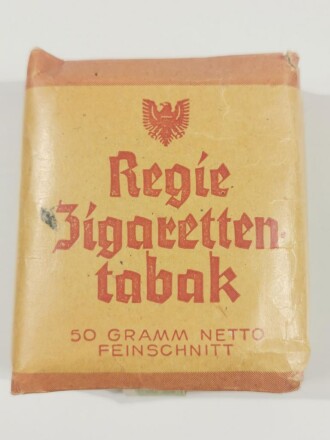 Regie
Zigaretten
tabak
50 GRAMM NETTO
FEINSCHNITT